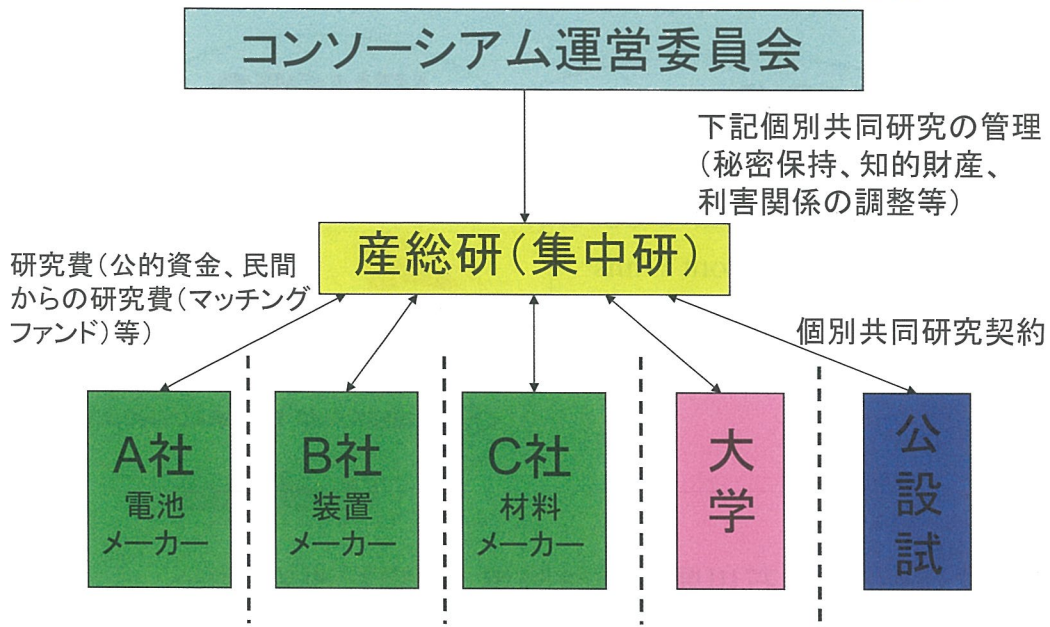 コンソーシアム運営委員会
下記個別共同研究の管理
（秘密保持、知的財産、
利害関係の調整等）
産総研（集中研）
研究費（公的資金、民間
からの研究費（マッチング
ファンド）等）
個別共同研究契約
A社
電池
メーカー
B社
装置
メーカー
C社
材料
メーカー
大
学
公
設
試